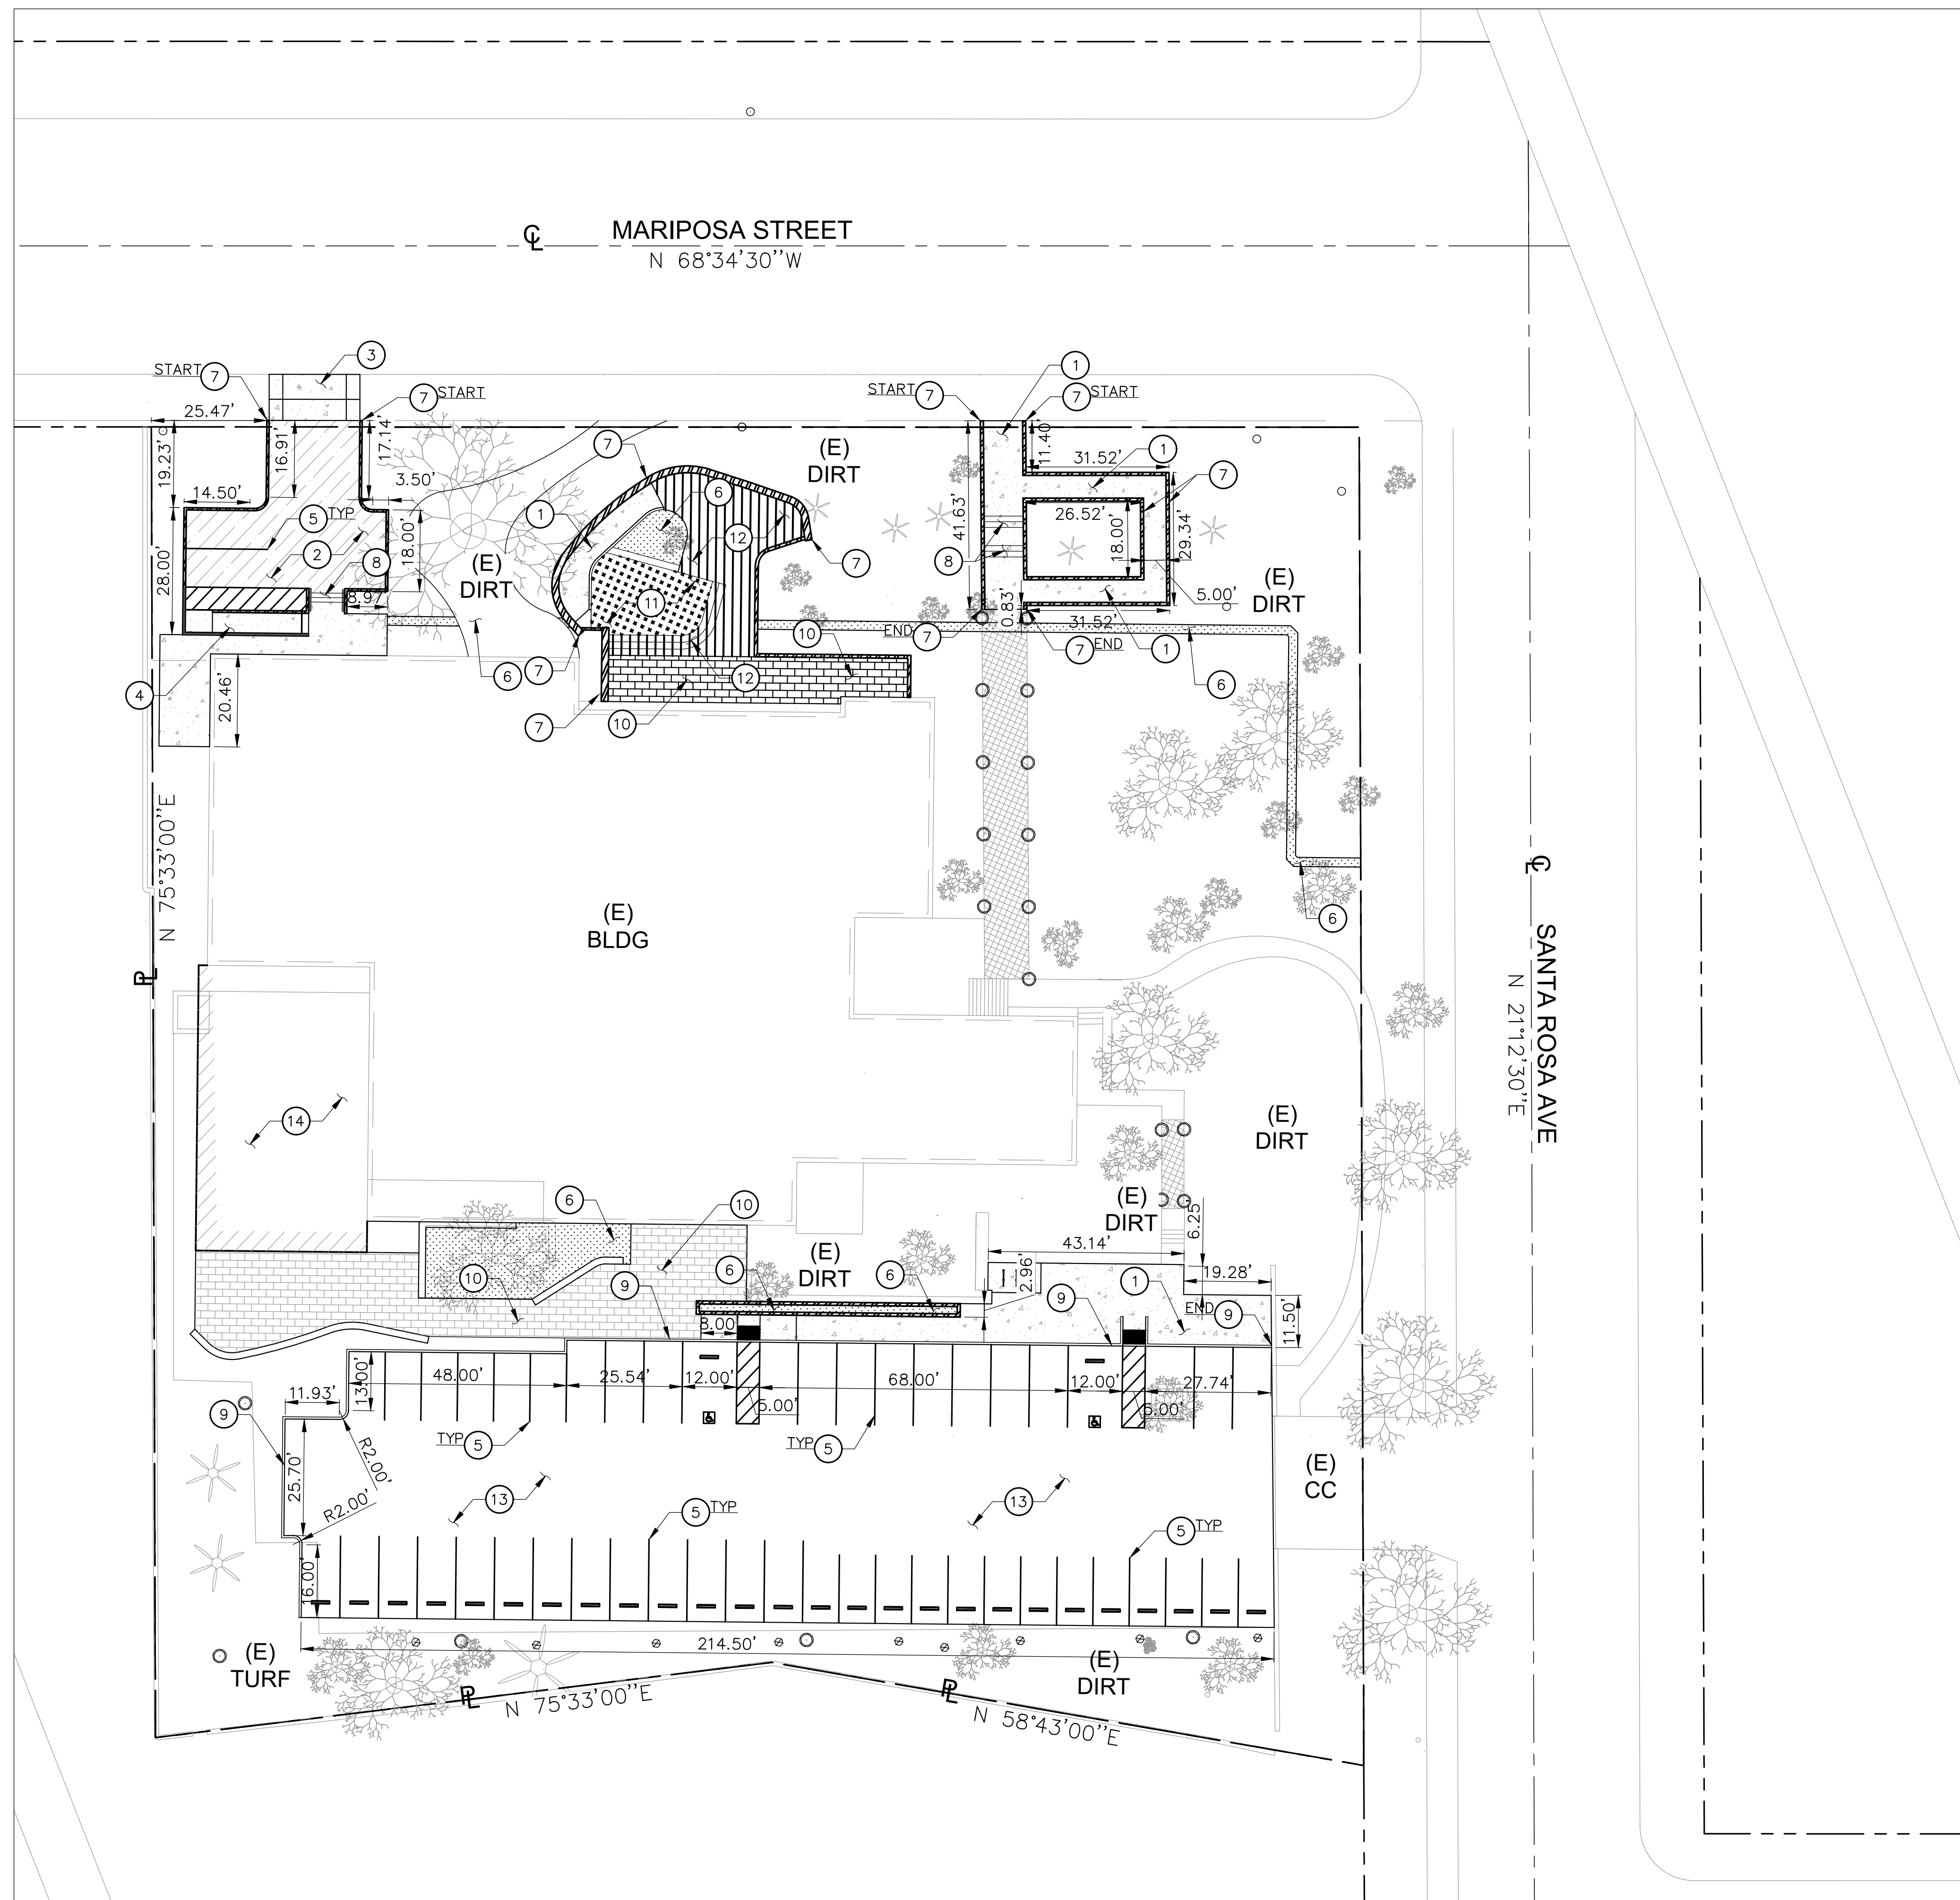 MARIPOSA STREET
N 68°34'30''W
3
START 7
7 START
25.47'
19.23'
16.91'
17.14'
3.50'
14.50'
5 TYP
2
8
28.00'
18.00'
8.97'
4
20.46'
6
(E)
DIRT
7
1
6
12
11
7
7
7
12
10
10
(E)
DIRT
1
START 7
7 START
11.40'
1
31.52'
7
41.63'
26.52'
18.00'
29.34'
8
5.00'
0.83'
31.52'
END 7
7 END
1
(E)
DIRT
6
6
N 75°33'00''E
PL
(E)
BLDG
CL
SANTA ROSA AVE
N 21°12'30''E
CL
14
(E)
DIRT
(E)
DIRT
6
10
10
9
(E)
DIRT
6
6
43.14'
6.25'
2.96'
19.28'
1
9
END 9
11.50'
8.00'
13.00'
48.00'
25.54'
12.00'
5.00'
68.00'
12.00'
5.00'
27.74'
11.93'
9
R2.00'
TYP 5
TYP 5
25.70'
R2.00'
13
13
(E)
CC
5 TYP
5 TYP
16.00'
214.50'
(E)
TURF
(E)
DIRT
PL
N 75°33'00''E
PL
N 58°43'00''E